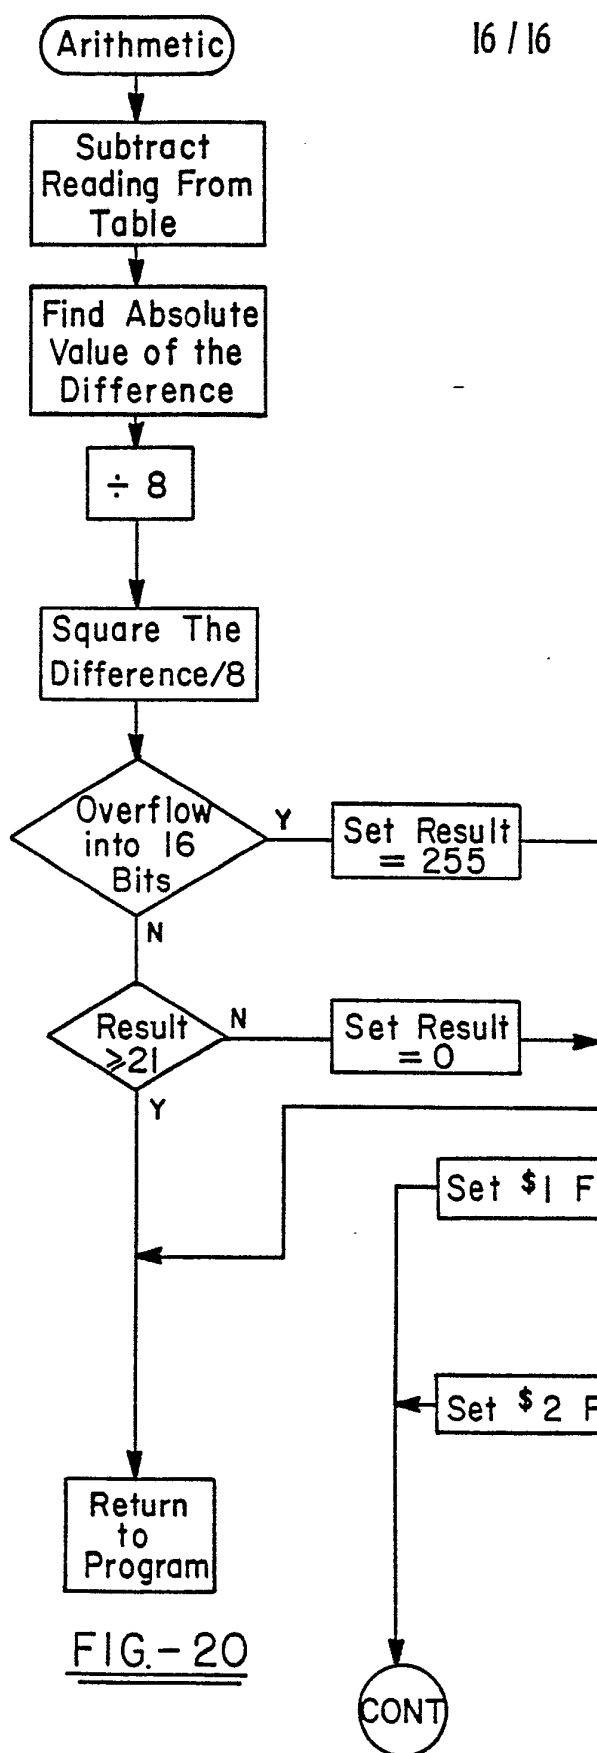 Arithmetic
16 / 16
Subtract
Reading From
Table
Find Absolute
Value of the
Difference
÷ 8
Square The
Difference/8
Overflow
into 16
Bits
Y
Set Result
= 255
N
Result
⩾21
N
Set Result
= 0
Y
Set $1 F
Set $2 F
Return
to
Program
FIG.-20
CONT